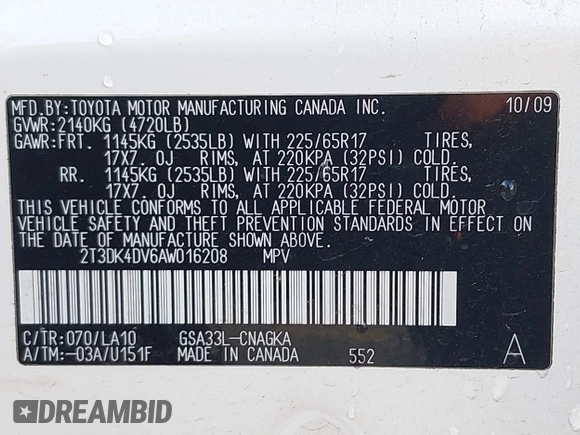 MFD.BY:TOYOTA MOTOR MANUFACTURING CANADA INC. 10/09
GVWR:2140KG (4720LB)
GAWR:FRT. 1145KG (2535LB) WITH 225/65R17 TIRES,
17X7.0J RIMS, AT 220KPA (32PSI) COLD.
RR. 1145KG (2535LB) WITH 225/65R17 TIRES,
17X7.0J RIMS, AT 220KPA (32PSI) COLD.
THIS VEHICLE CONFORMS TO ALL APPLICABLE FEDERAL MOTOR
VEHICLE SAFETY AND THEFT PREVENTION STANDARDS IN EFFECT ON
THE DATE OF MANUFACTURE SHOWN ABOVE.
2T3DK4DV6AW016208 MPV
C/TR:070/LA10 GSA33L-CNAGKA
A/TM:-03A/U151F MADE IN CANADA 552 A
DREAMBID